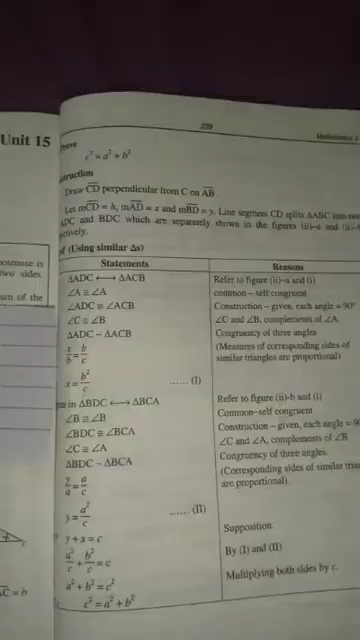 239
Mathematics
Unit 15
Prove
c² = a² + b²
Draw CD perpendicular from C on AB.
Let mCD = h, mAD = x and mBD = y. Line segment CD splits ΔABC into two
ADC and BDC which are separately shown in the figures (ii)–a and (ii)–b
(Using similar Δs)
Statements Reasons
ΔADC ⟷ ΔACB Refer to figure (ii)–a and (i)
∠A ≅ ∠A common – self congruent
∠ADC ≅ ∠ACB Construction – given, each angle = 90°
∠C ≅ ∠B ∠C and ∠B, complements of ∠A.
ΔADC ~ ΔACB Congruency of three angles
x/b = b/c (Measures of corresponding sides of
similar triangles are proportional)
x = b²/c ...... (I)
in ΔBDC ⟷ ΔBCA Refer to figure (ii)-b and (i)
∠B ≅ ∠B Common–self congruent
∠BDC ≅ ∠BCA Construction – given, each angle = 90
∠C ≅ ∠A ∠C and ∠A, complements of ∠B
ΔBDC ~ ΔBCA Congruency of three angles.
y/a = a/c (Corresponding sides of similar
are proportional).
y = a²/c ...... (II)
y + x = c Supposition.
a²/c + b²/c = c By (I) and (II)
a² + b² = c² Multiplying both sides by c.
c² = a² + b²
two sides
of the
c
AC = b